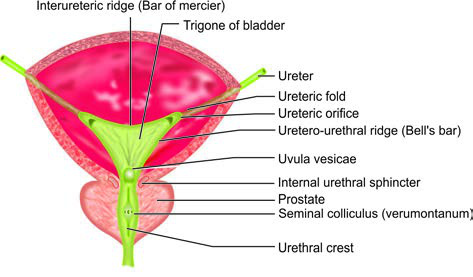 Interureteric ridge (Bar of mercier)
Trigone of bladder
Ureter
Ureteric fold
Ureteric orifice
Uretero-urethral ridge (Bell's bar)
Uvula vesicae
Internal urethral sphincter
Prostate
Seminal colliculus (verumontanum)
Urethral crest